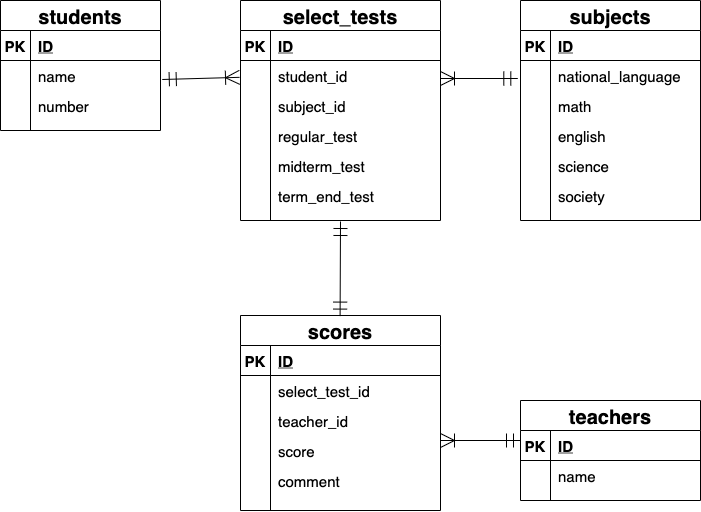 students
PK ID
name
number
select_tests
PK ID
student_id
subject_id
regular_test
midterm_test
term_end_test
subjects
PK ID
national_language
math
english
science
society
scores
PK ID
select_test_id
teacher_id
score
comment
teachers
PK ID
name